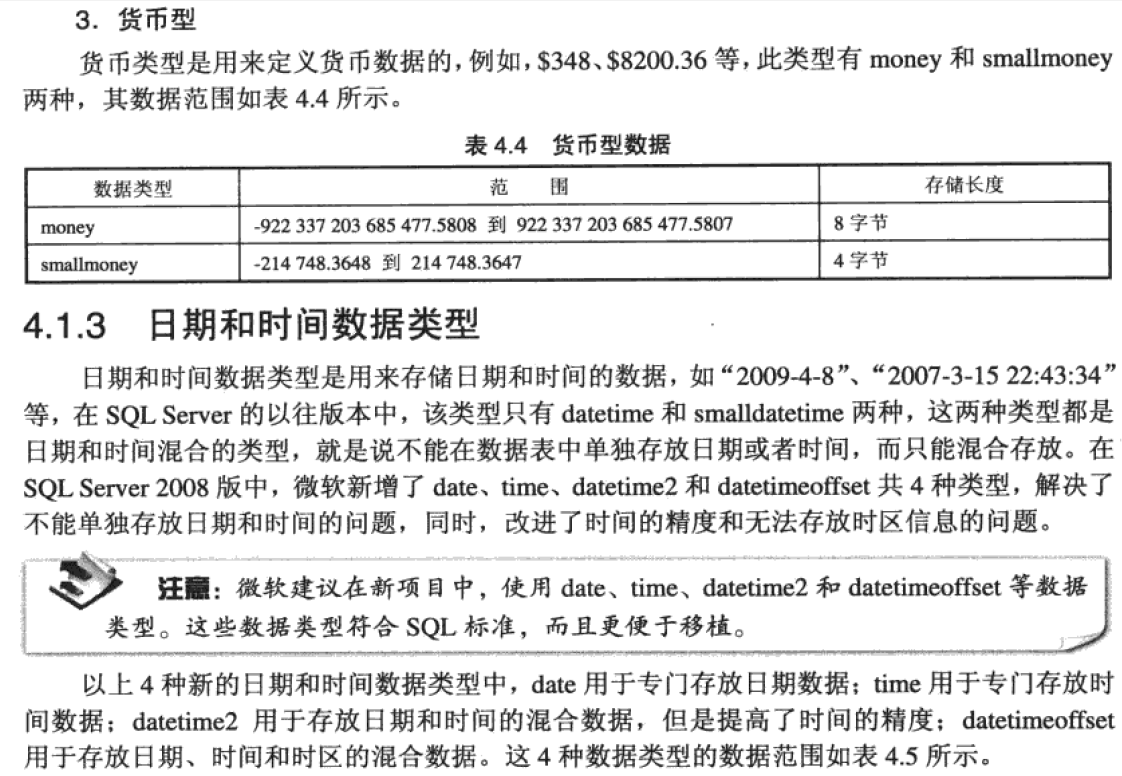 3．货币型
货币类型是用来定义货币数据的，例如，$348、$8200.36 等，此类型有 money 和 smallmoney
两种，其数据范围如表 4.4 所示。
表 4.4 货币型数据
数据类型 范 围 存储长度
money -922 337 203 685 477.5808 到 922 337 203 685 477.5807 8 字节
smallmoney -214 748.3648 到 214 748.3647 4 字节
4.1.3 日期和时间数据类型
日期和时间数据类型是用来存储日期和时间的数据，如“2009-4-8”、“2007-3-15 22:43:34”
等，在 SQL Server 的以往版本中，该类型只有 datetime 和 smalldatetime 两种，这两种类型都是
日期和时间混合的类型，就是说不能在数据表中单独存放日期或者时间，而只能混合存放。在
SQL Server 2008 版中，微软新增了 date、time、datetime2 和 datetimeoffset 共 4 种类型，解决了
不能单独存放日期和时间的问题，同时，改进了时间的精度和无法存放时区信息的问题。
注意：微软建议在新项目中，使用 date、time、datetime2 和 datetimeoffset 等数据
类型。这些数据类型符合 SQL 标准，而且更便于移植。
以上 4 种新的日期和时间数据类型中，date 用于专门存放日期数据；time 用于专门存放时
间数据；datetime2 用于存放日期和时间的混合数据，但是提高了时间的精度；datetimeoffset
用于存放日期、时间和时区的混合数据。这 4 种数据类型的数据范围如表 4.5 所示。